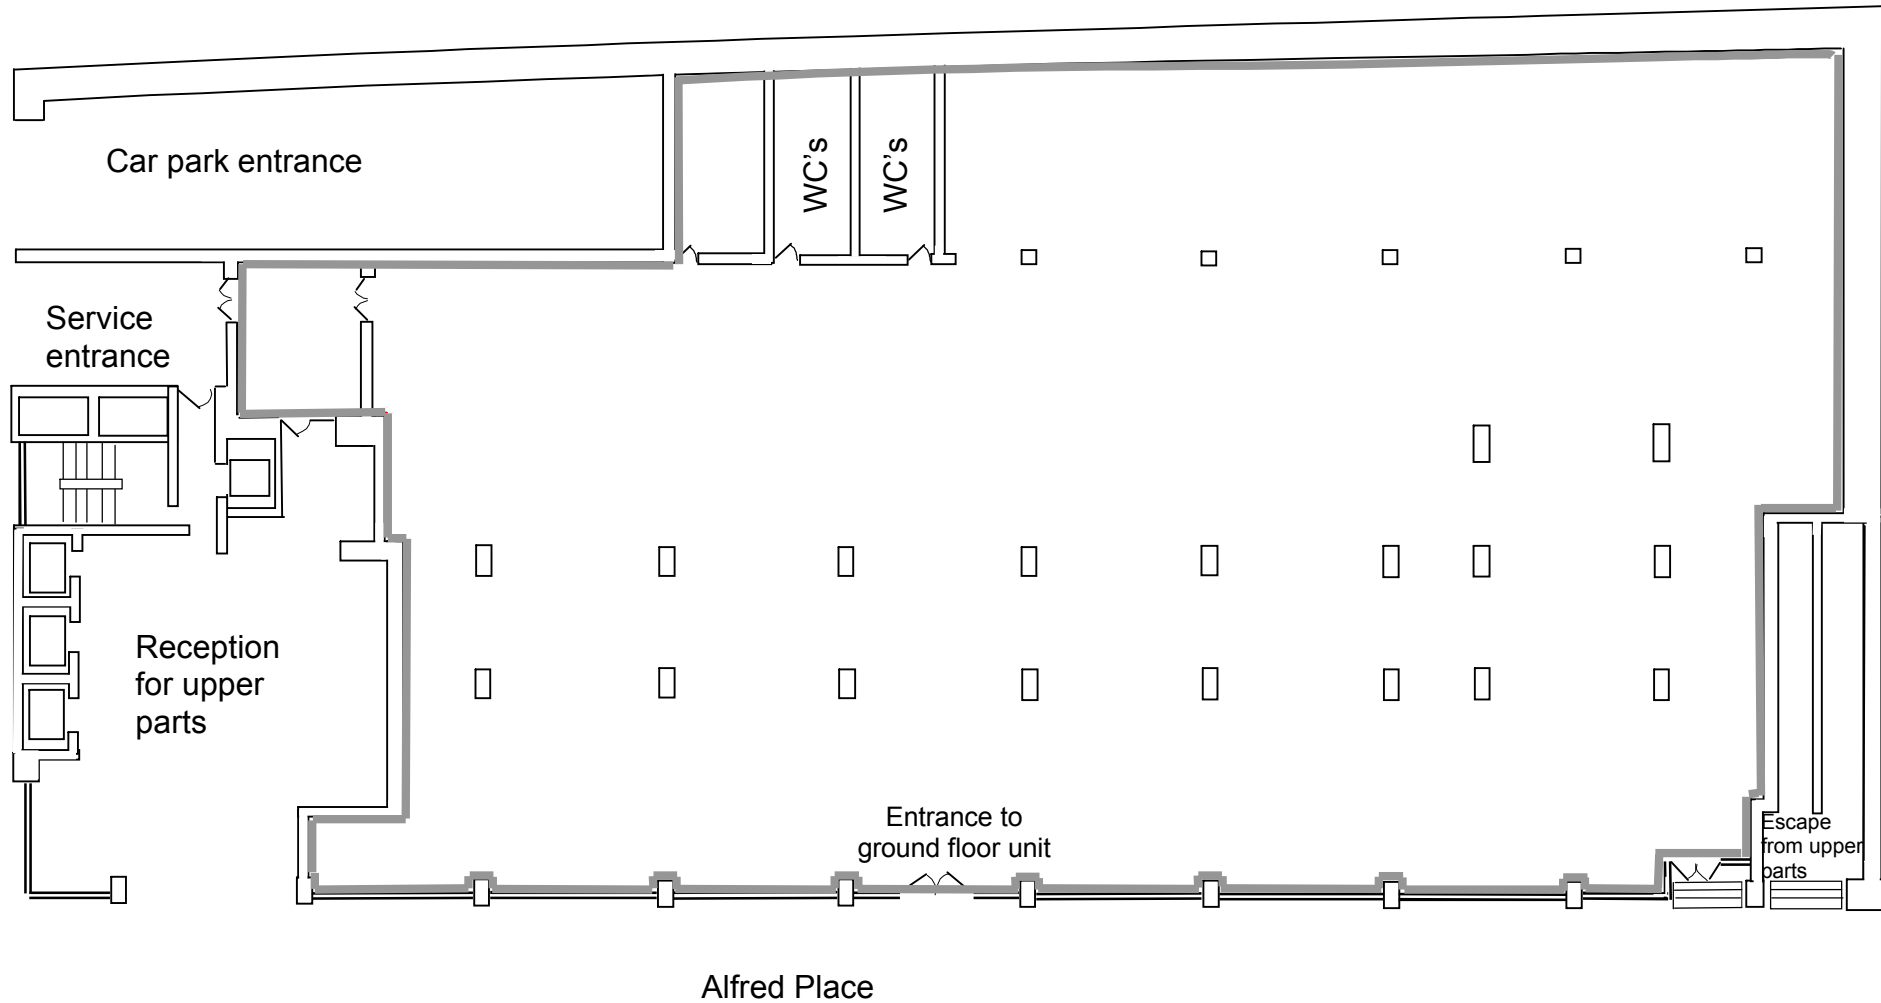 Car park entrance
WC's
WC's
Service
entrance
Reception
for upper
parts
Entrance to
ground floor unit
Escape
from upper
parts
Alfred Place